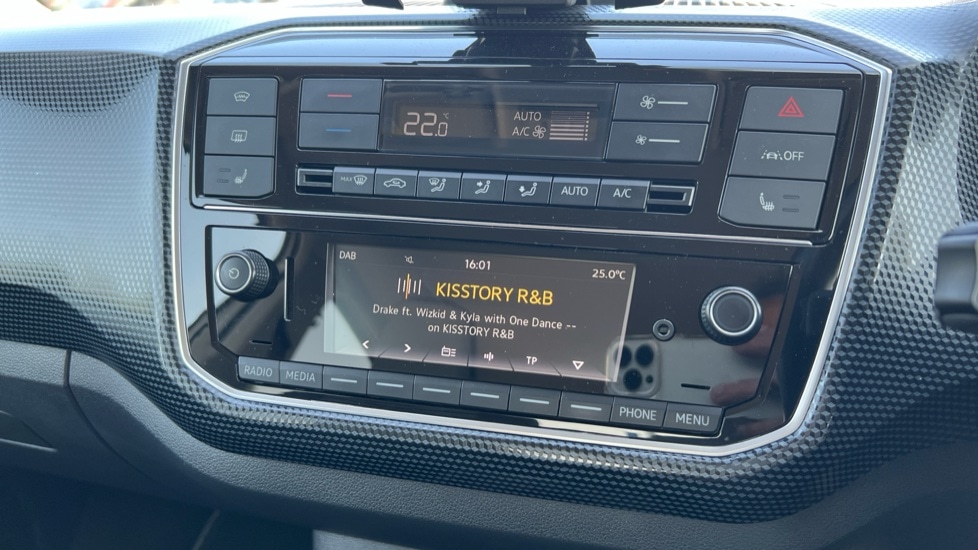 22.0 °C
AUTO
A/C
OFF
MAX
AUTO
A/C
DAB
16:01
25.0°C
KISSTORY R&B
Drake ft. Wizkid & Kyla with One Dance --
on KISSTORY R&B
TP
RADIO
MEDIA
PHONE
MENU